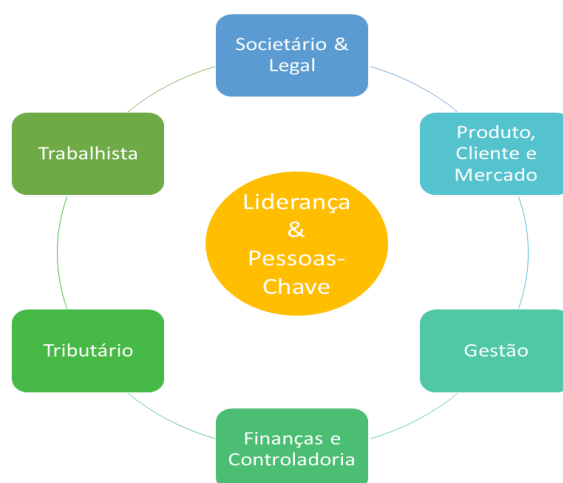 Societário &
Legal
Produto,
Cliente e
Mercado
Gestão
Finanças e
Controladoria
Tributário
Trabalhista
Liderança
&
Pessoas-
Chave